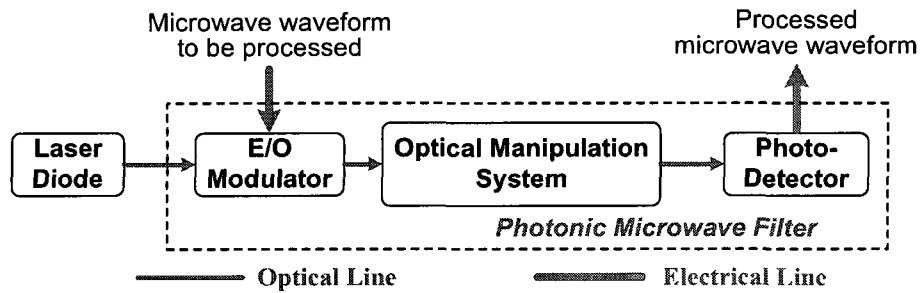 Microwave waveform
to be processed
Processed
microwave waveform
Laser
Diode
E/O
Modulator
Optical Manipulation
System
Photo-
Detector
Photonic Microwave Filter
Optical Line
Electrical Line